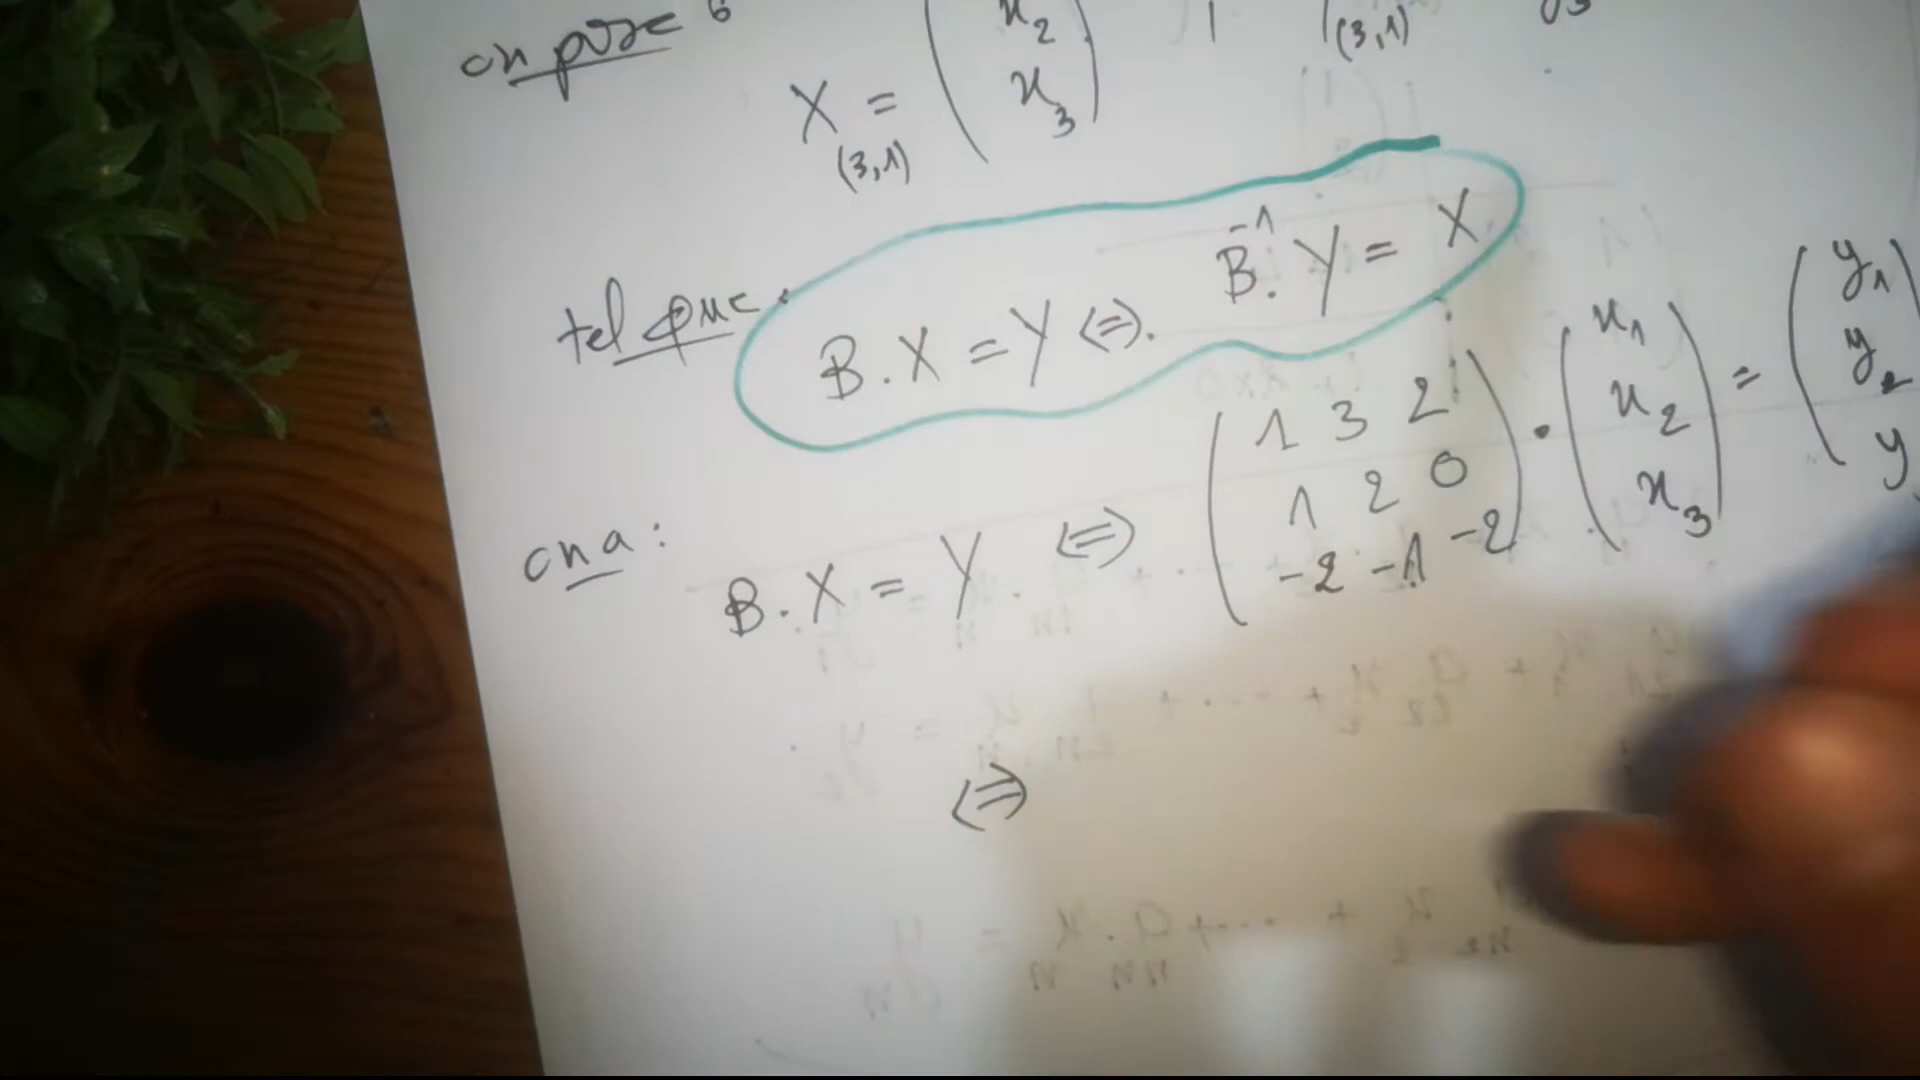 on pose
X = ( x2 x3 )
(3,1) (3,1)
tel que B.X = Y ⇔ B⁻¹.Y = X
on a : B.X = Y ⇔ ( 1 3 2 1 2 0 -2 -1 -2 ) . ( x1 x2 x3 ) = ( y1 y2 y
⇔